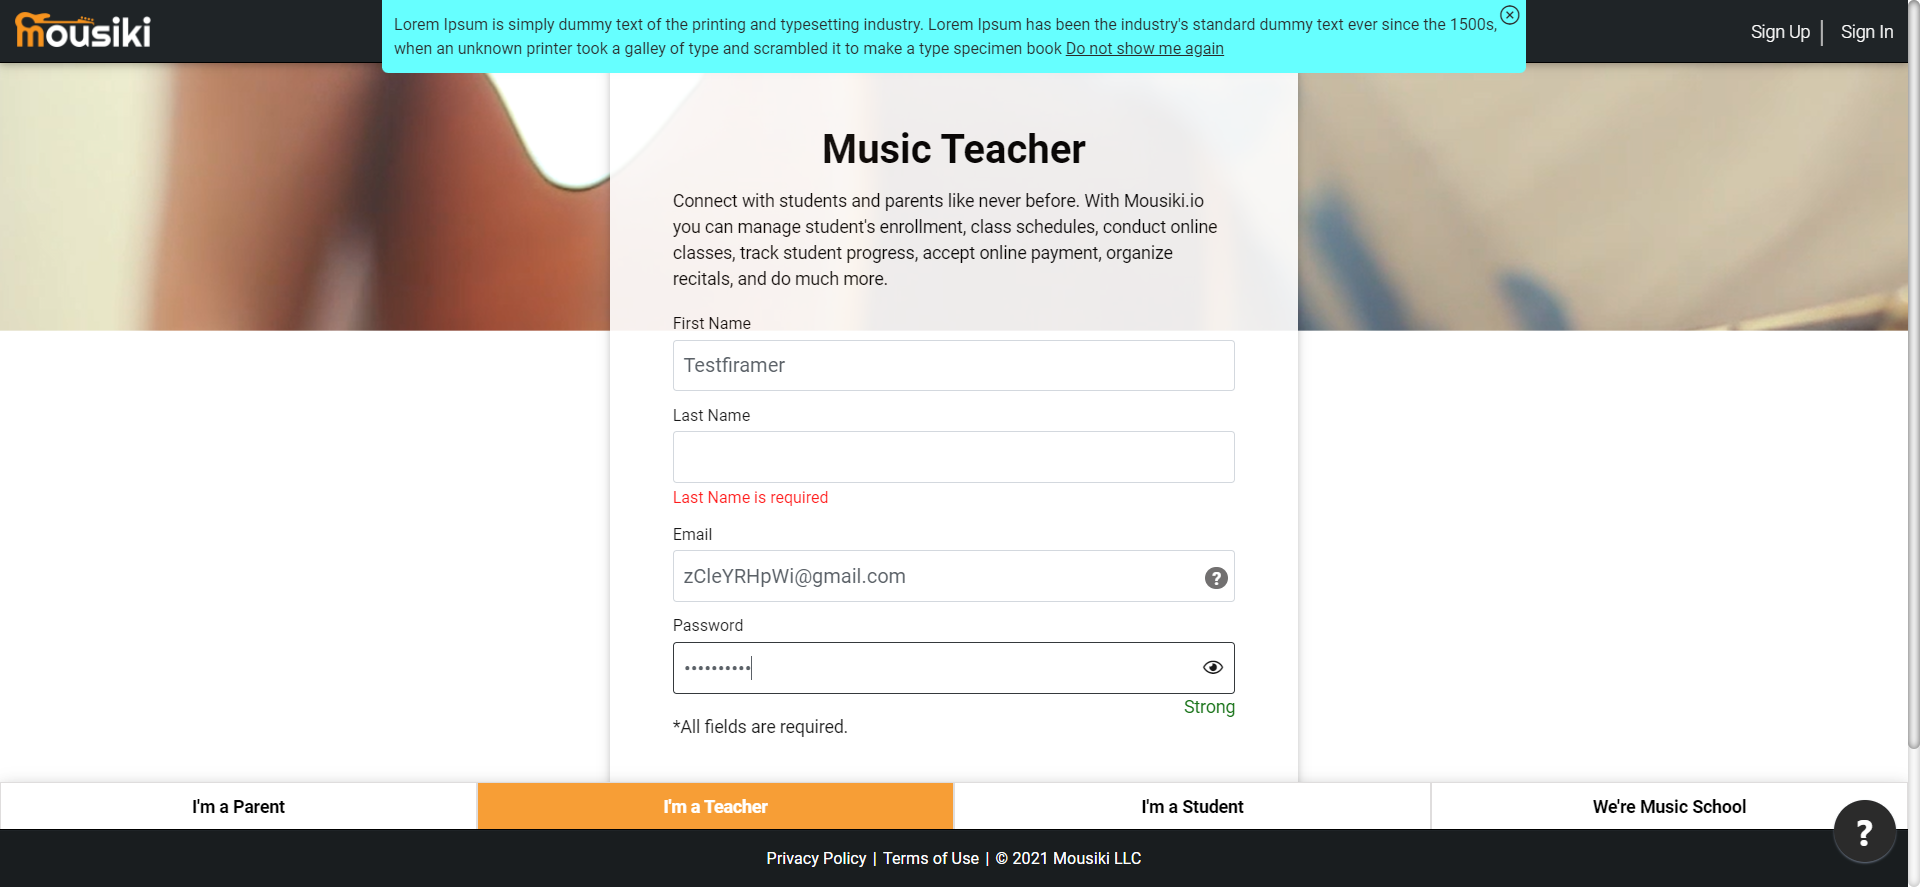 mousiki
Lorem Ipsum is simply dummy text of the printing and typesetting industry. Lorem Ipsum has been the industry's standard dummy text ever since the 1500s,
when an unknown printer took a galley of type and scrambled it to make a type specimen book Do not show me again
Sign Up
Sign In
Music Teacher
Connect with students and parents like never before. With Mousiki.io
you can manage student's enrollment, class schedules, conduct online
classes, track student progress, accept online payment, organize
recitals, and do much more.
First Name
Testfiramer
Last Name
Last Name is required
Email
zCleYRHpWi@gmail.com
?
Password
••••••••••
Strong
*All fields are required.
I'm a Parent
I'm a Teacher
I'm a Student
We're Music School
?
Privacy Policy | Terms of Use | © 2021 Mousiki LLC